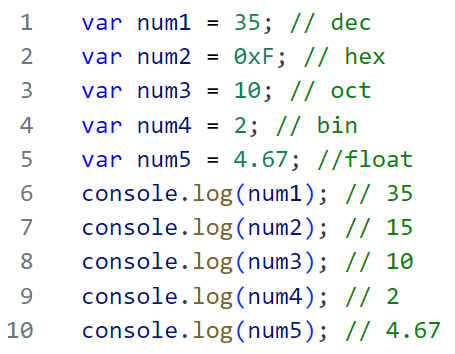 1 var num1 = 35; // dec
2 var num2 = 0xF; // hex
3 var num3 = 10; // oct
4 var num4 = 2; // bin
5 var num5 = 4.67; //float
6 console.log(num1); // 35
7 console.log(num2); // 15
8 console.log(num3); // 10
9 console.log(num4); // 2
10 console.log(num5); // 4.67